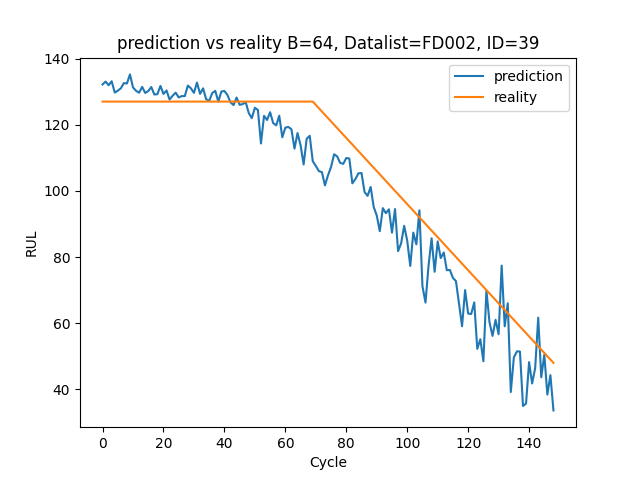 prediction vs reality B=64, Datalist=FD002, ID=39
prediction
reality
140
120
100
80
60
40
RUL
0 20 40 60 80 100 120 140
Cycle